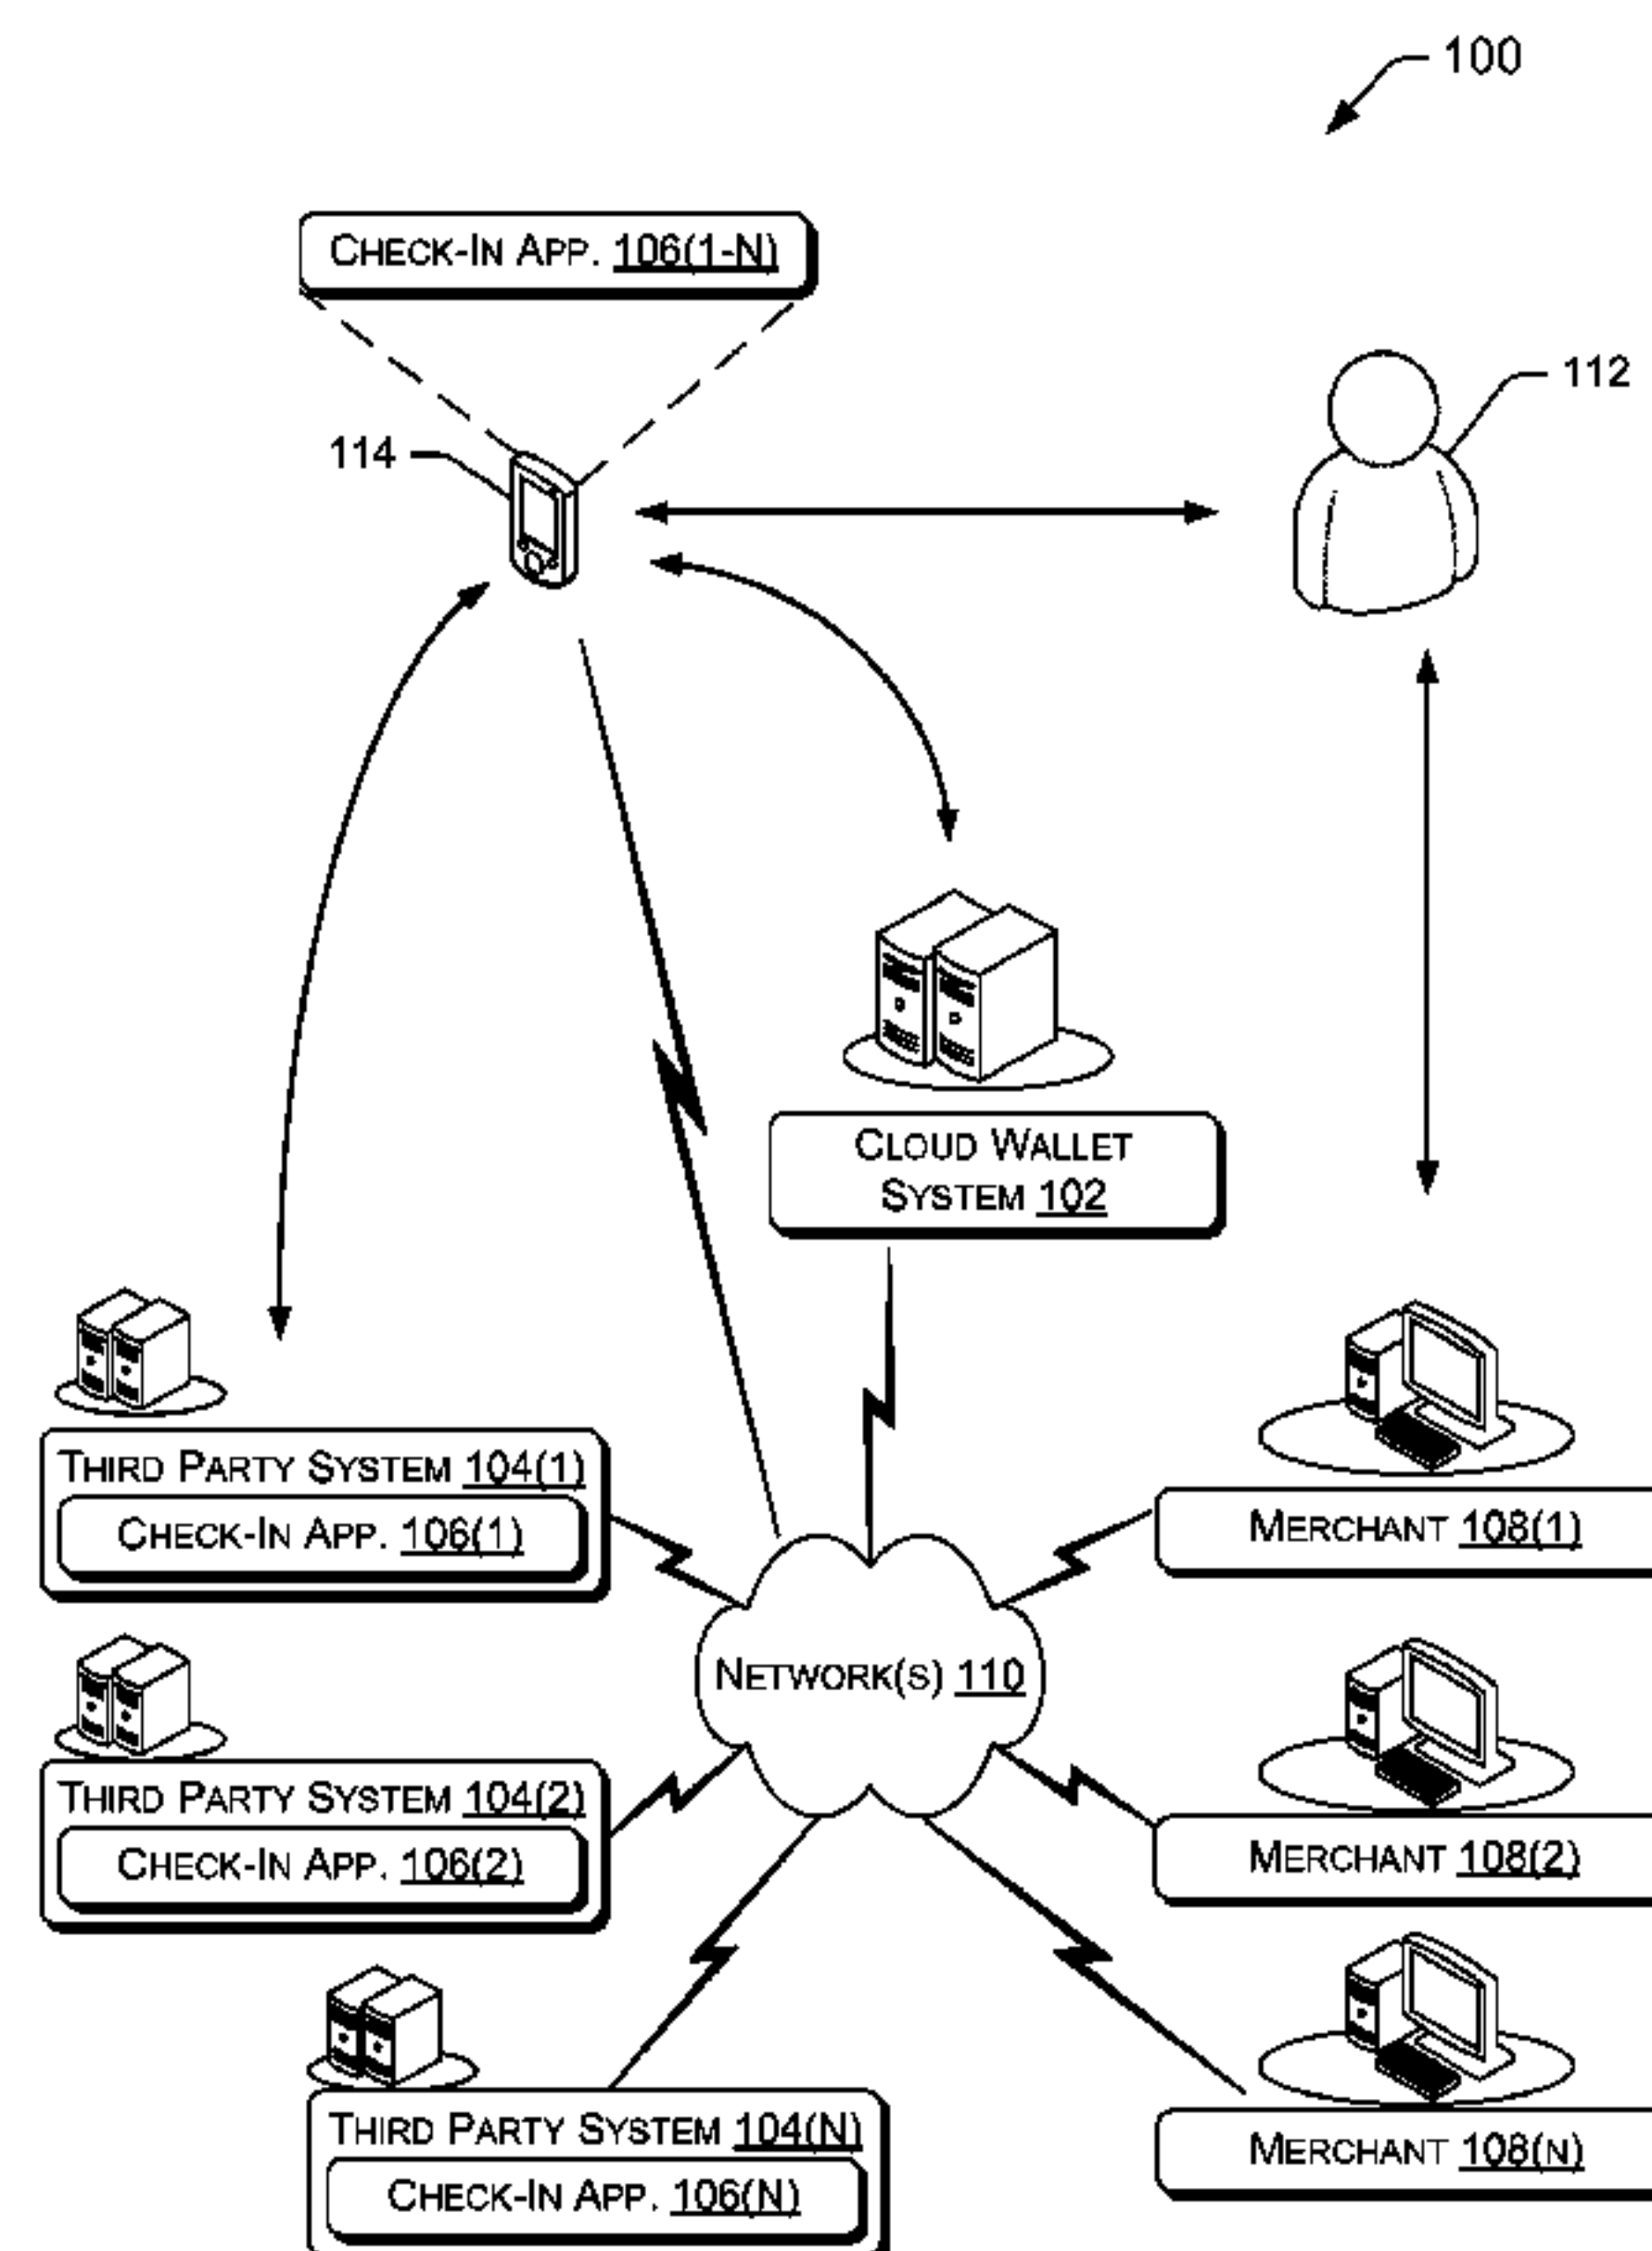 100
CHECK-IN APP. 106(1-N)
112
114
CLOUD WALLET
SYSTEM 102
THIRD PARTY SYSTEM 104(1)
CHECK-IN APP. 106(1)
MERCHANT 108(1)
NETWORK(S) 110
THIRD PARTY SYSTEM 104(2)
CHECK-IN APP. 106(2)
MERCHANT 108(2)
THIRD PARTY SYSTEM 104(N)
CHECK-IN APP. 106(N)
MERCHANT 108(N)